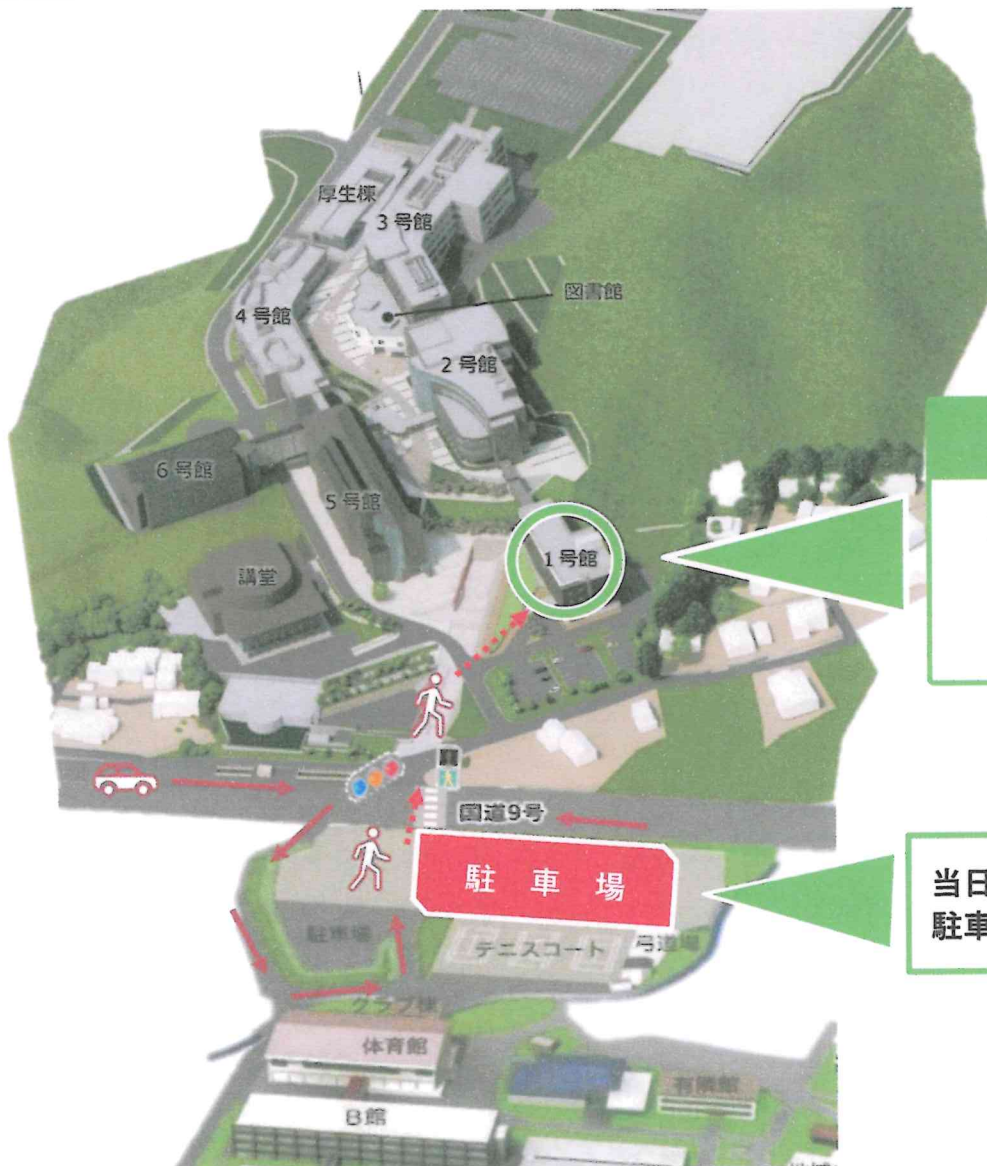 厚生棟
3号館
図書館
4号館
2号館
6号館
5号館
1号館
講堂
国道9号
駐車場
駐車場
テニスコート
弓道場
クラブ棟
体育館
有隣館
B館
当日
駐車